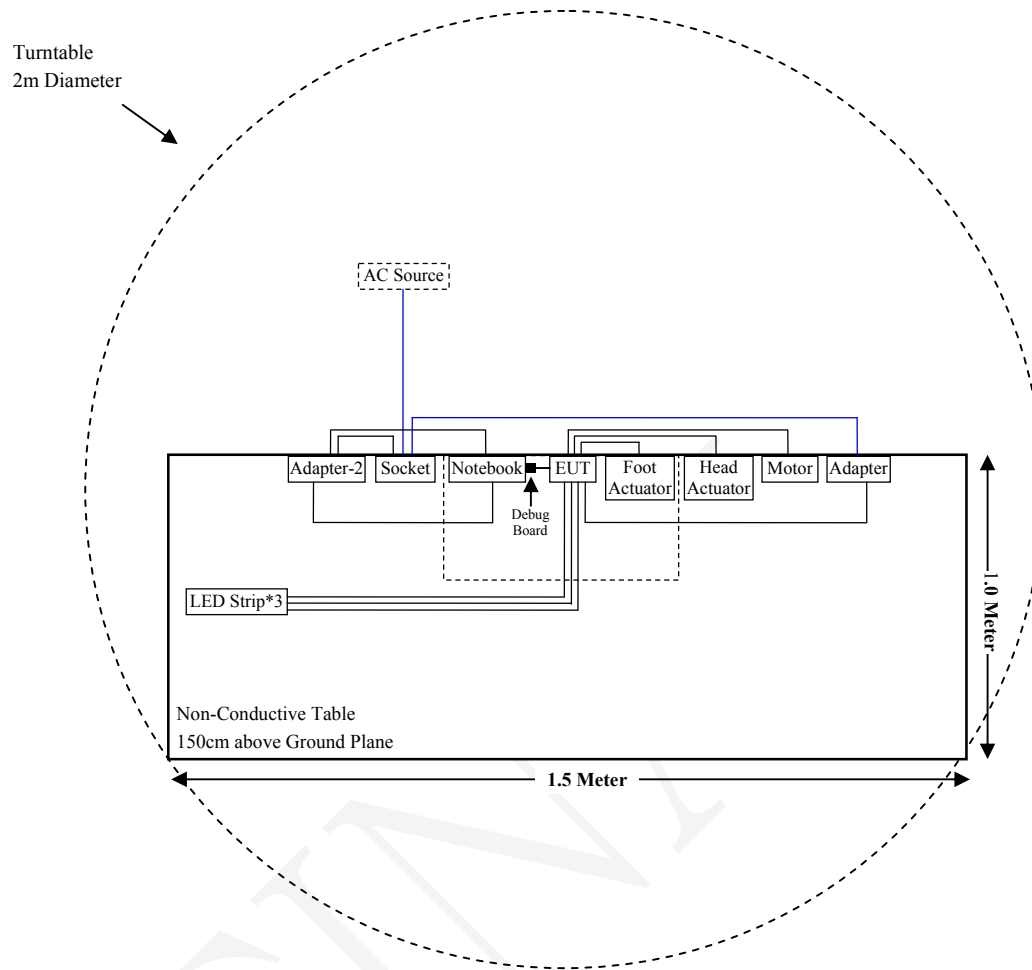 Turntable
2m Diameter
AC Source
Adapter-2
Socket
Notebook
EUT
Foot
Actuator
Head
Actuator
Motor
Adapter
Debug
Board
LED Strip*3
1.0 Meter
Non-Conductive Table
150cm above Ground Plane
1.5 Meter